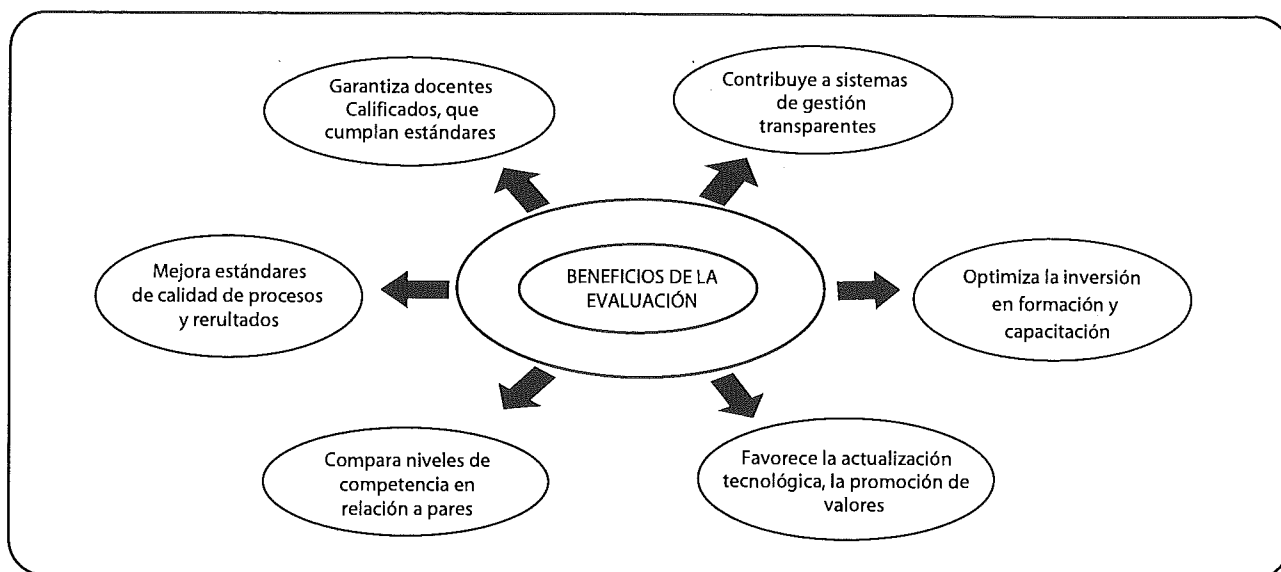 Garantiza docentes
Calificados, que
cumplan estándares
Contribuye a sistemas
de gestión
transparentes
Mejora estándares
de calidad de procesos
y rerultados
BENEFICIOS DE LA
EVALUACIÓN
Optimiza la inversión
en formación y
capacitación
Compara niveles de
competencia en
relación a pares
Favorece la actualización
tecnológica, la promoción de
valores